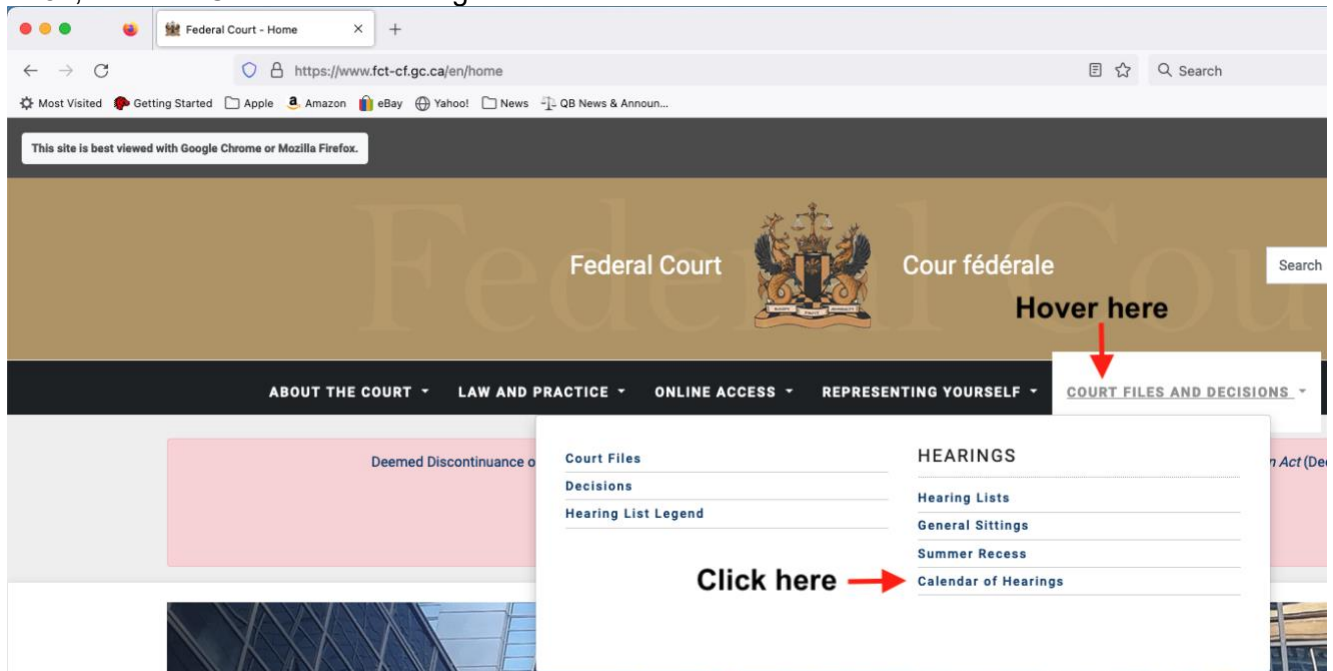 Federal Court - Home
https://www.fct-cf.gc.ca/en/home
Search
Most Visited Getting Started Apple Amazon eBay Yahoo! News QB News & Announ...
This site is best viewed with Google Chrome or Mozilla Firefox.
Federal Cou
Federal Court Cour fédérale
Search
Hover here
ABOUT THE COURT LAW AND PRACTICE ONLINE ACCESS REPRESENTING YOURSELF COURT FILES AND DECISIONS
Deemed Discontinuance o
n Act (Dec
Court Files
Decisions
Hearing List Legend
HEARINGS
Hearing Lists
General Sittings
Summer Recess
Click here
Calendar of Hearings